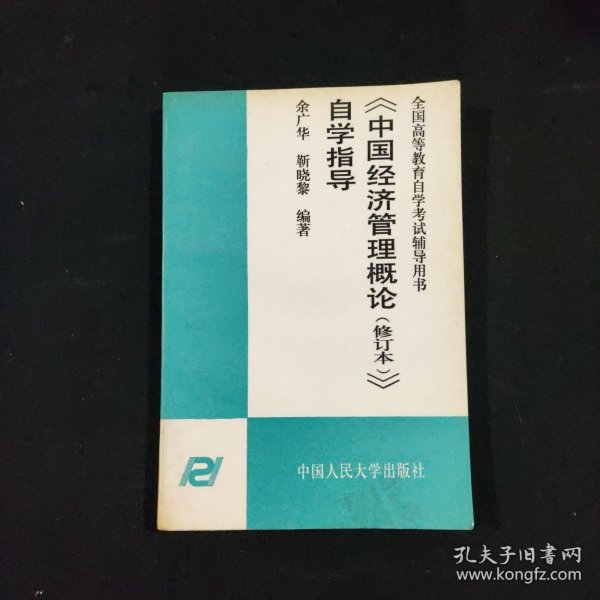 全国高等教育自学考试辅导用书
《中国经济管理概论（修订本）》
自学指导
余广华 靳晓黎 编著
中国人民大学出版社
孔夫子旧书网
www.kongfz.com